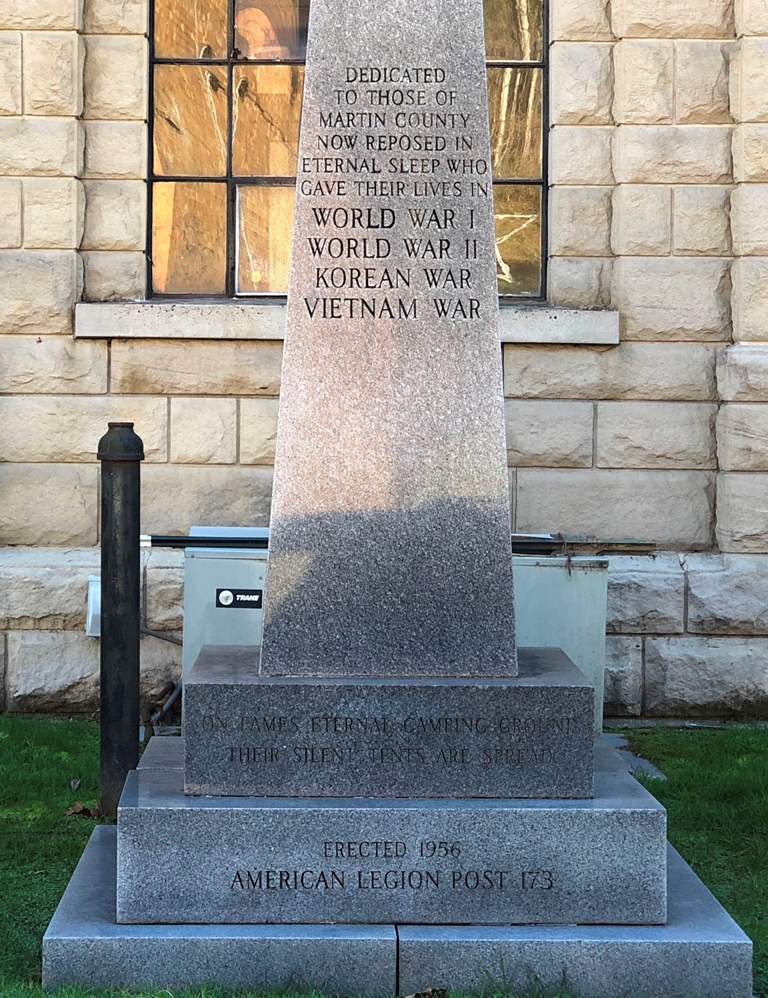 DEDICATED
TO THOSE OF
MARTIN COUNTY
NOW REPOSED IN
ETERNAL SLEEP WHO
GAVE THEIR LIVES IN
WORLD WAR I
WORLD WAR II
KOREAN WAR
VIETNAM WAR
TRANE
ON FAMES ETERNAL CAMPING GROUND
THEIR SILENT TENTS ARE SPREAD
ERECTED 1956
AMERICAN LEGION POST 173